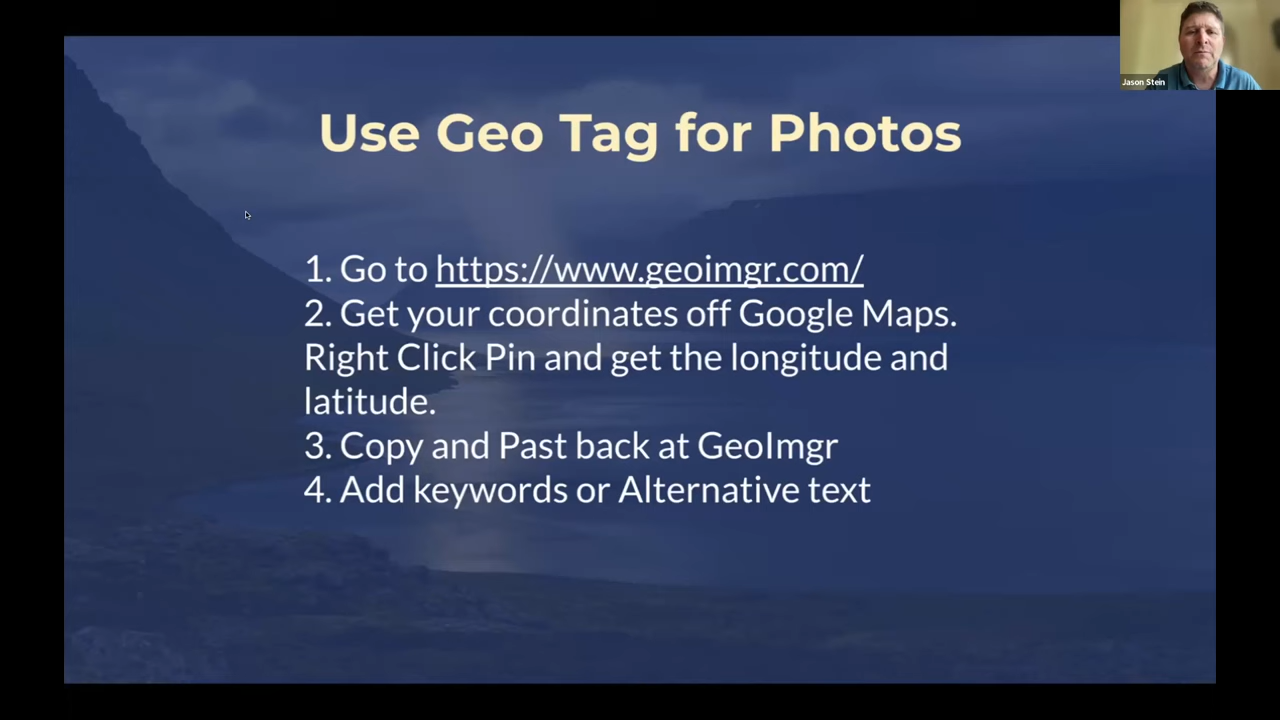 Jason Stein
Use Geo Tag for Photos
1. Go to https://www.geoimgr.com/
2. Get your coordinates off Google Maps.
Right Click Pin and get the longitude and
latitude.
3. Copy and Past back at GeoImgr
4. Add keywords or Alternative text